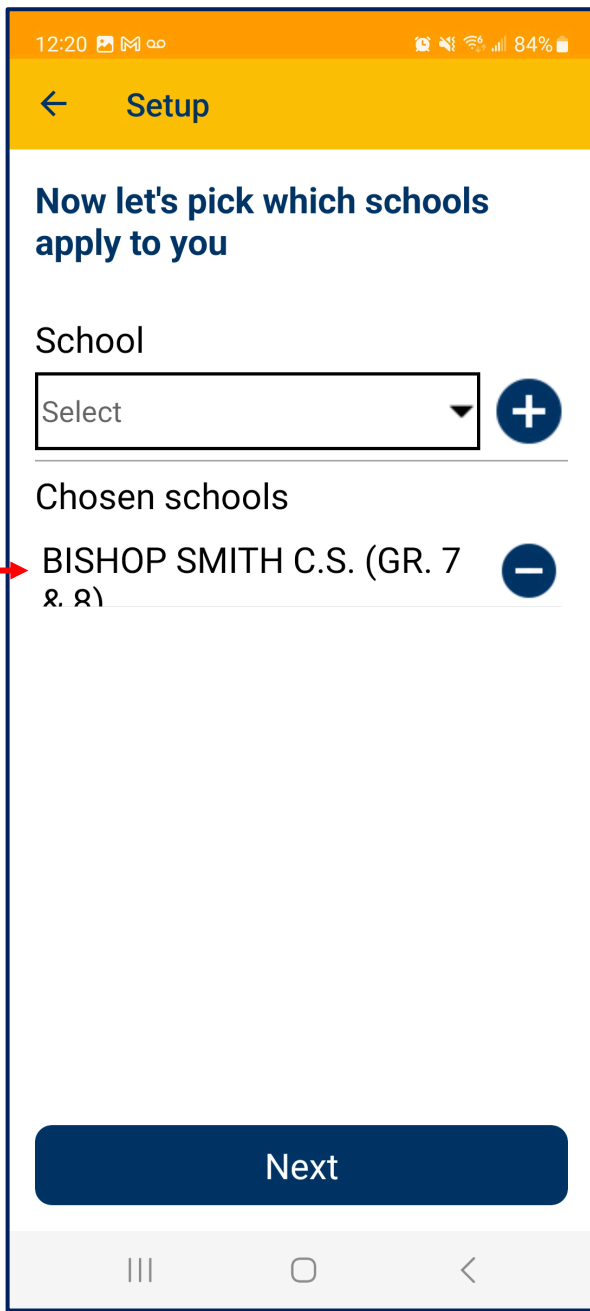 12:20 84%
Setup
Now let's pick which schools
apply to you
School
Select
Chosen schools
BISHOP SMITH C.S. (GR. 7
& 8)
Next